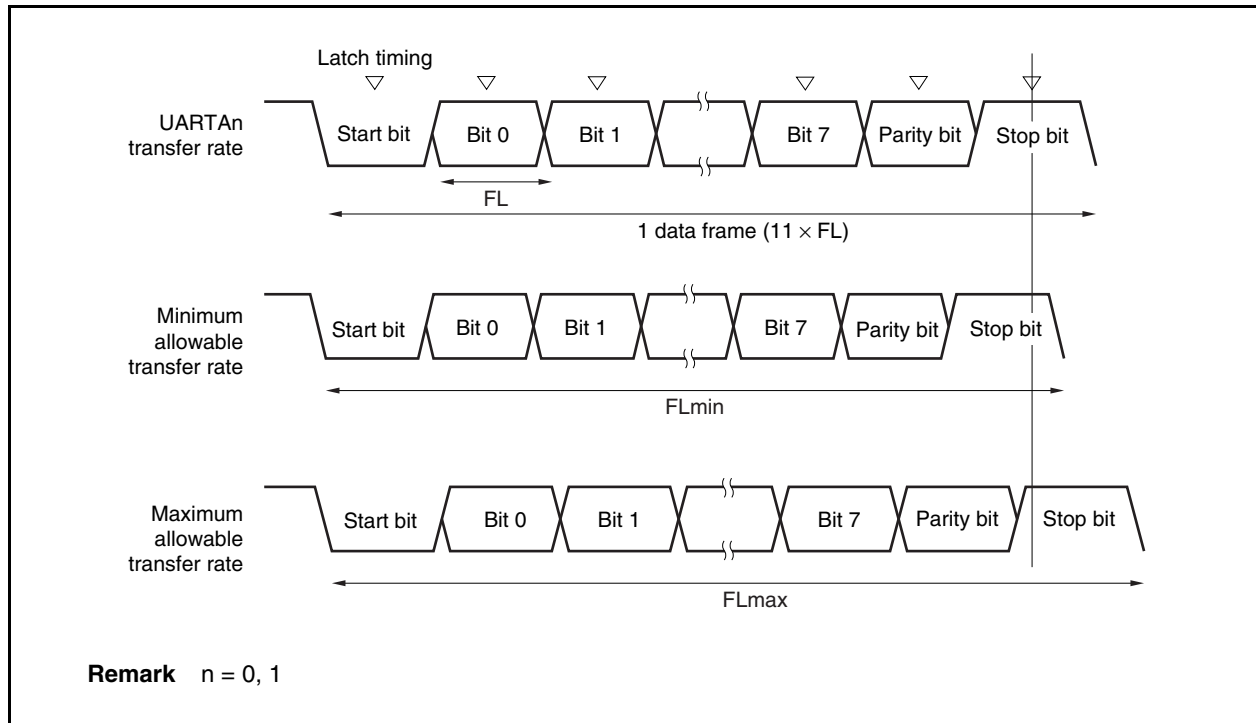 Latch timing
UARTAn
transfer rate
Start bit
Bit 0
Bit 1
Bit 7
Parity bit
Stop bit
FL
1 data frame (11 × FL)
Minimum
allowable
transfer rate
Start bit
Bit 0
Bit 1
Bit 7
Parity bit
Stop bit
FLmin
Maximum
allowable
transfer rate
Start bit
Bit 0
Bit 1
Bit 7
Parity bit
Stop bit
FLmax
Remark n = 0, 1